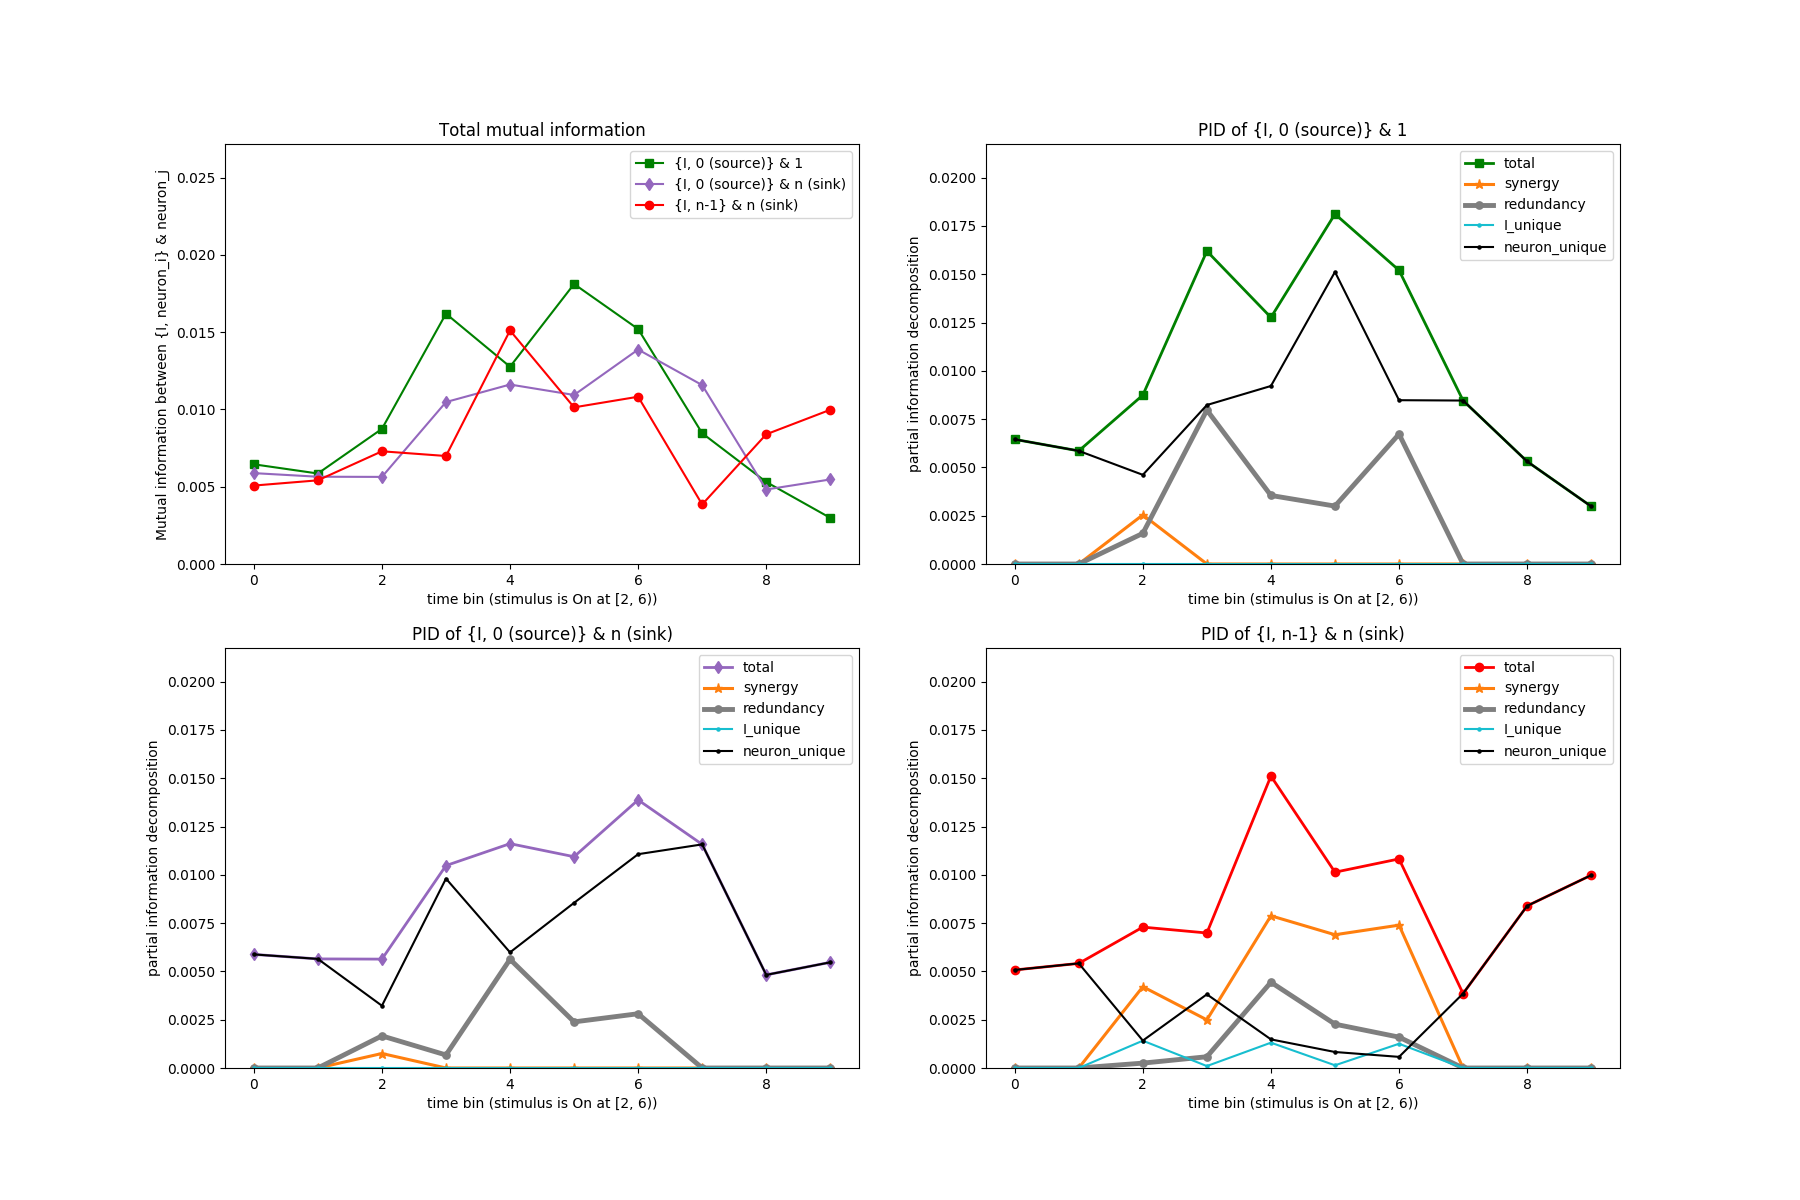 Total mutual information
Mutual information between {I, neuron_i} & neuron_j
0.025
0.020
0.015
0.010
0.005
0.000
{I, 0 (source)} & 1
{I, 0 (source)} & n (sink)
{I, n-1} & n (sink)
0 2 4 6 8
time bin (stimulus is On at [2, 6))
PID of {I, 0 (source)} & 1
partial information decomposition
0.0200
0.0175
0.0150
0.0125
0.0100
0.0075
0.0050
0.0025
0.0000
total
synergy
redundancy
I_unique
neuron_unique
0 2 4 6 8
time bin (stimulus is On at [2, 6))
PID of {I, 0 (source)} & n (sink)
partial information decomposition
0.0200
0.0175
0.0150
0.0125
0.0100
0.0075
0.0050
0.0025
0.0000
total
synergy
redundancy
I_unique
neuron_unique
0 2 4 6 8
time bin (stimulus is On at [2, 6))
PID of {I, n-1} & n (sink)
partial information decomposition
0.0200
0.0175
0.0150
0.0125
0.0100
0.0075
0.0050
0.0025
0.0000
total
synergy
redundancy
I_unique
neuron_unique
0 2 4 6 8
time bin (stimulus is On at [2, 6))